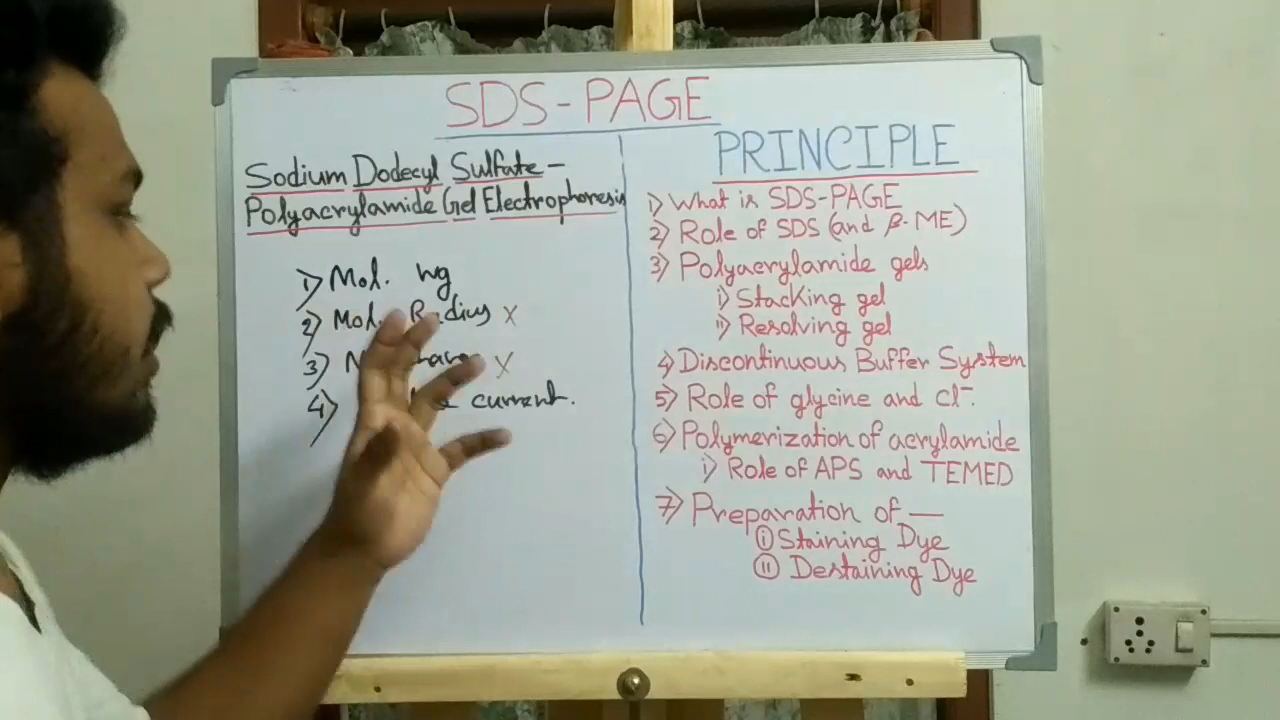 SDS-PAGE
Sodium Dodecyl Sulfate-
Polyacrylamide Gel Electrophoresis
1) Mol. wg
2) Mol. Radius x
3) x
4) current.
PRINCIPLE
1) What is SDS-PAGE
2) Role of SDS (and β-ME)
3) Polyacrylamide gels
i) Stacking gel
ii) Resolving gel
4) Discontinuous Buffer System
5) Role of glycine and Cl⁻.
6) Polymerization of acrylamide
i) Role of APS and TEMED
7) Preparation of —
(i) Staining Dye
(ii) Destaining Dye